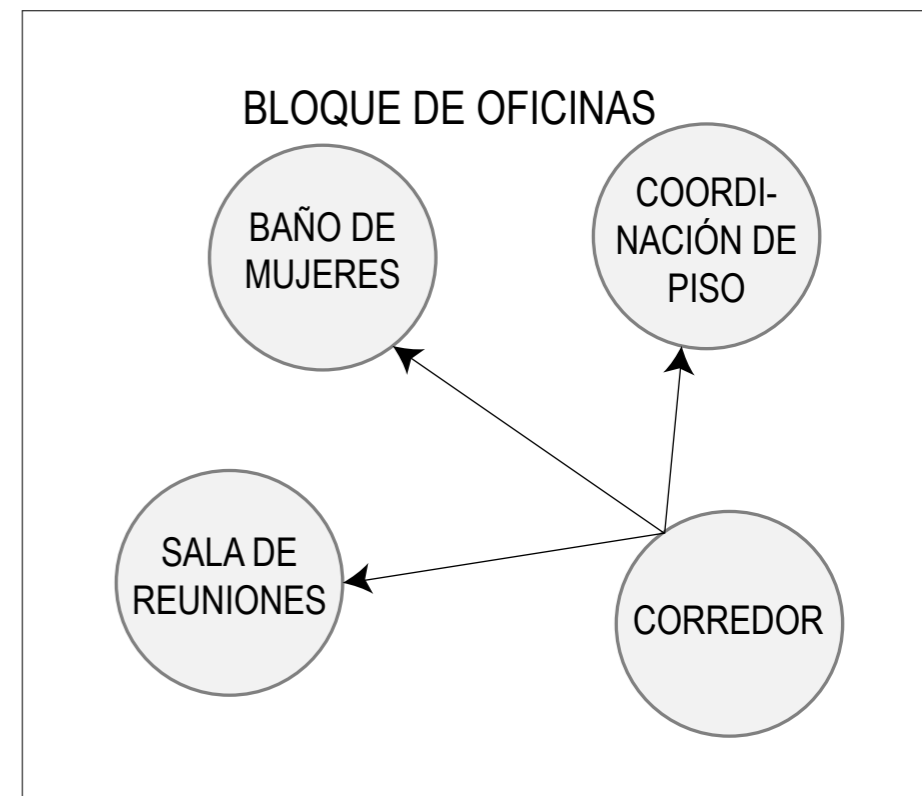 BLOQUE DE OFICINAS
BAÑO DE
MUJERES
COORDI-
NACIÓN DE
PISO
SALA DE
REUNIONES
CORREDOR